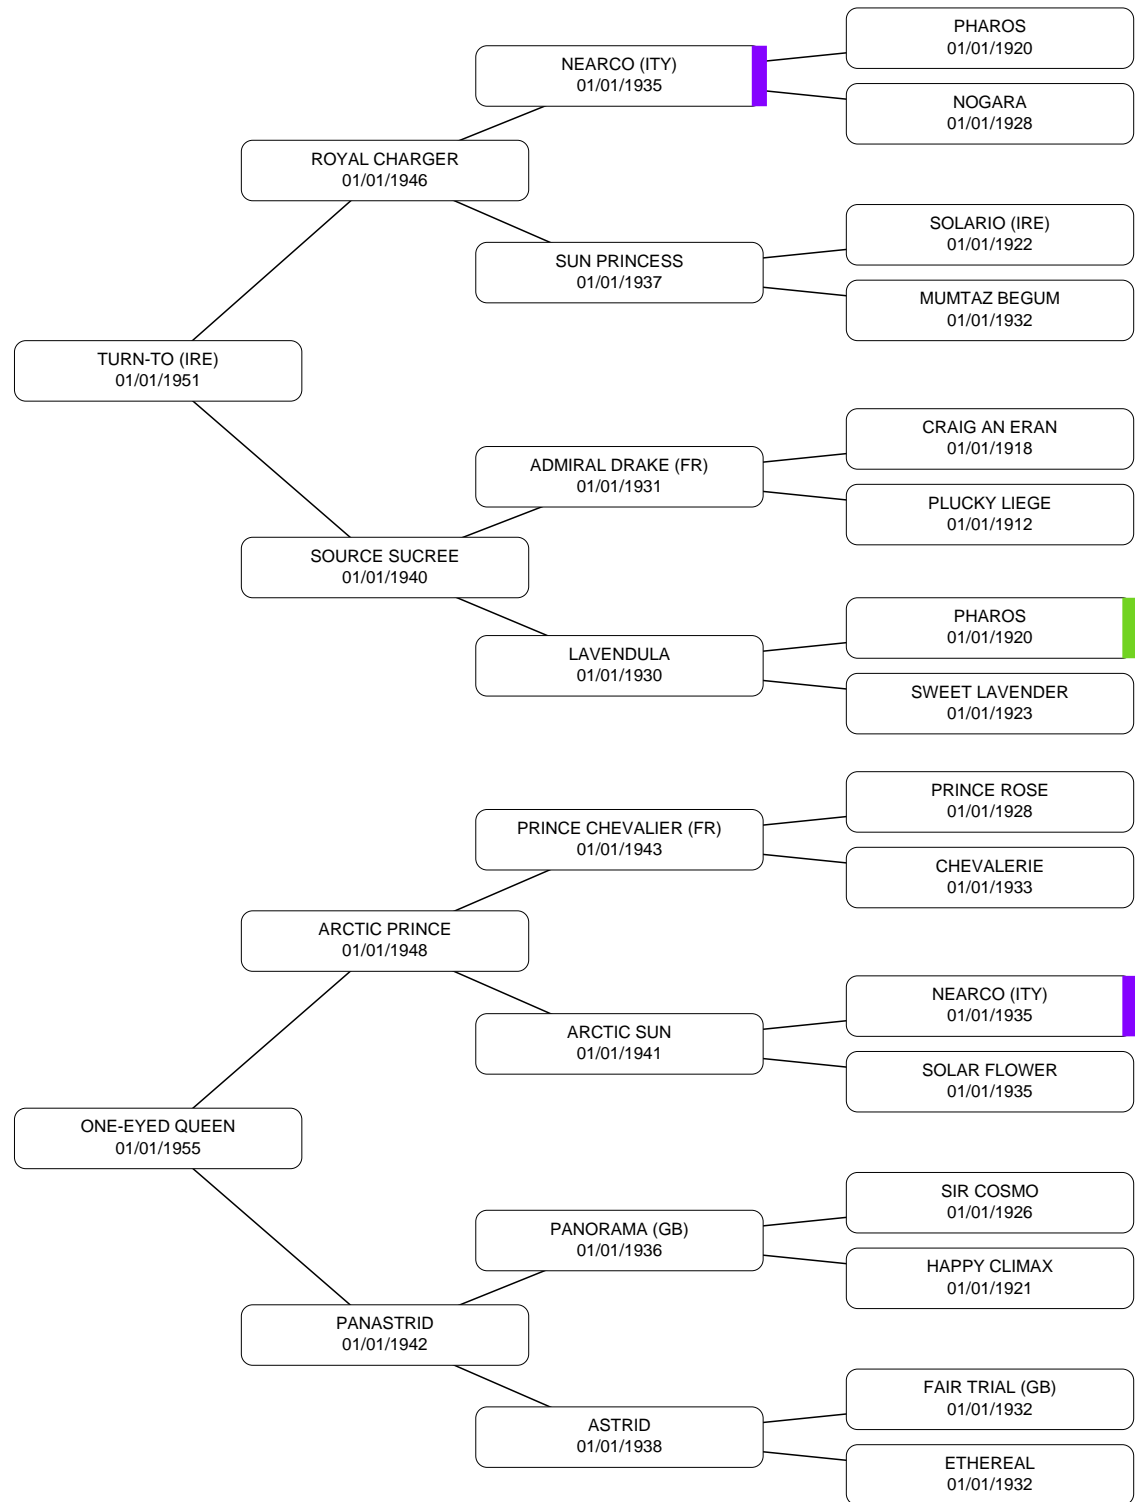 PHAROS
01/01/1920
NEARCO (ITY)
01/01/1935
NOGARA
01/01/1928
ROYAL CHARGER
01/01/1946
SOLARIO (IRE)
01/01/1922
SUN PRINCESS
01/01/1937
MUMTAZ BEGUM
01/01/1932
TURN-TO (IRE)
01/01/1951
CRAIG AN ERAN
01/01/1918
ADMIRAL DRAKE (FR)
01/01/1931
PLUCKY LIEGE
01/01/1912
SOURCE SUCREE
01/01/1940
PHAROS
01/01/1920
LAVENDULA
01/01/1930
SWEET LAVENDER
01/01/1923
PRINCE ROSE
01/01/1928
PRINCE CHEVALIER (FR)
01/01/1943
CHEVALERIE
01/01/1933
ARCTIC PRINCE
01/01/1948
NEARCO (ITY)
01/01/1935
ARCTIC SUN
01/01/1941
SOLAR FLOWER
01/01/1935
ONE-EYED QUEEN
01/01/1955
SIR COSMO
01/01/1926
PANORAMA (GB)
01/01/1936
HAPPY CLIMAX
01/01/1921
PANASTRID
01/01/1942
FAIR TRIAL (GB)
01/01/1932
ASTRID
01/01/1938
ETHEREAL
01/01/1932